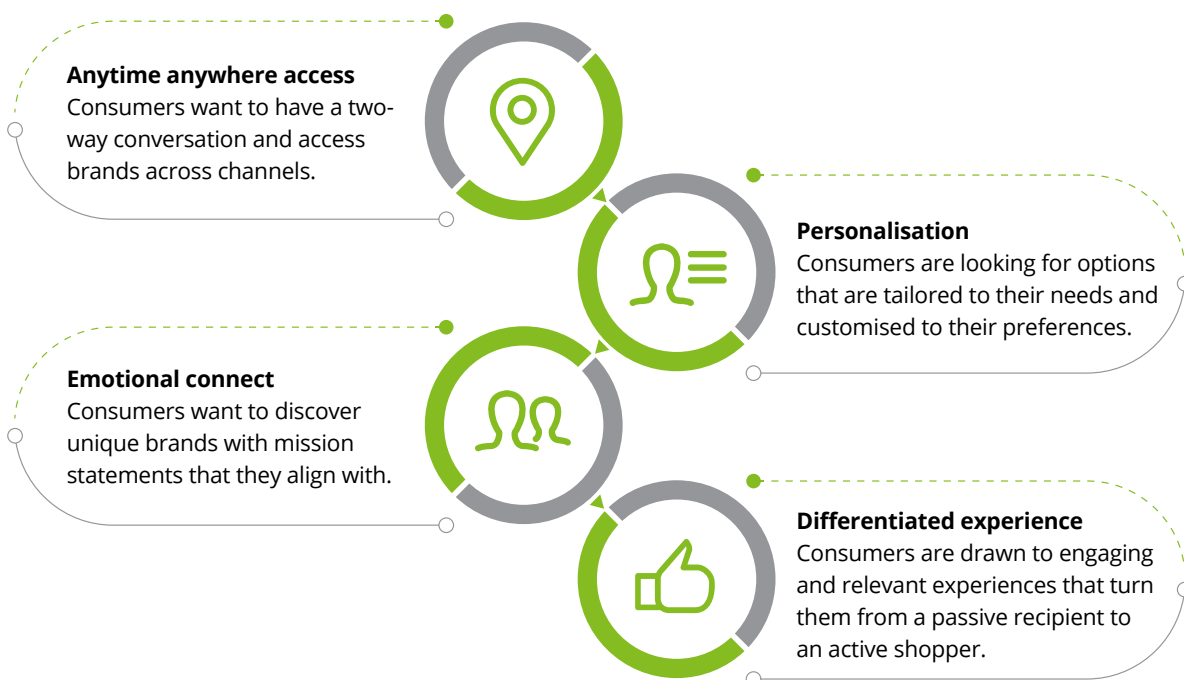 Anytime anywhere access
Consumers want to have a two-
way conversation and access
brands across channels.
Personalisation
Consumers are looking for options
that are tailored to their needs and
customised to their preferences.
Emotional connect
Consumers want to discover
unique brands with mission
statements that they align with.
Differentiated experience
Consumers are drawn to engaging
and relevant experiences that turn
them from a passive recipient to
an active shopper.